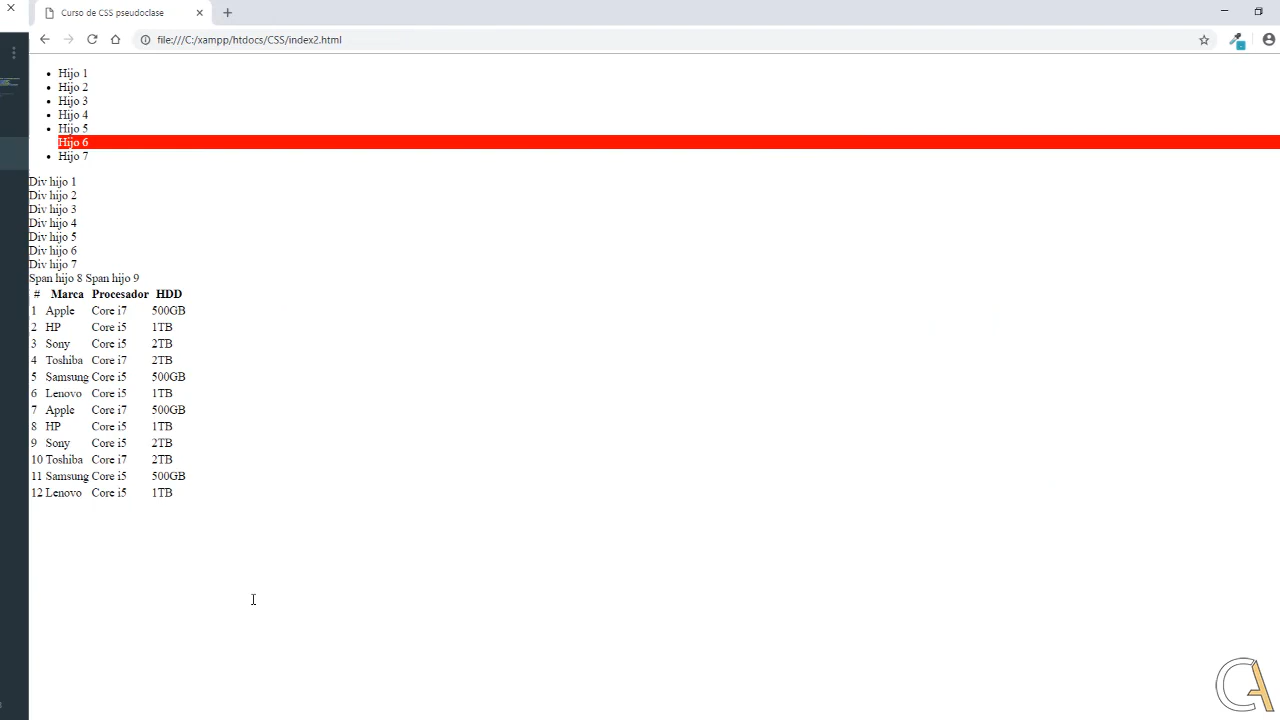 Curso de CSS pseudoclase
file:///C:/xampp/htdocs/CSS/index2.html
Hijo 1
Hijo 2
Hijo 3
Hijo 4
Hijo 5
Hijo 6
Hijo 7
Div hijo 1
Div hijo 2
Div hijo 3
Div hijo 4
Div hijo 5
Div hijo 6
Div hijo 7
Span hijo 8 Span hijo 9
# Marca Procesador HDD
1 Apple Core i7 500GB
2 HP Core i5 1TB
3 Sony Core i5 2TB
4 Toshiba Core i7 2TB
5 Samsung Core i5 500GB
6 Lenovo Core i5 1TB
7 Apple Core i7 500GB
8 HP Core i5 1TB
9 Sony Core i5 2TB
10 Toshiba Core i7 2TB
11 Samsung Core i5 500GB
12 Lenovo Core i5 1TB
CA